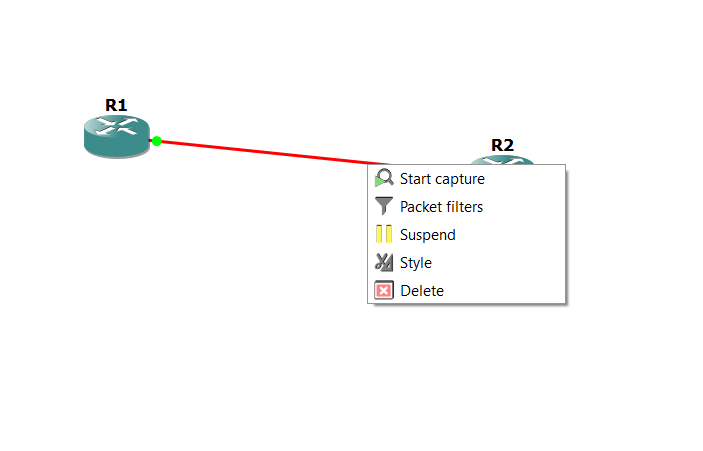 R1
R2
Start capture
Packet filters
Suspend
Style
Delete